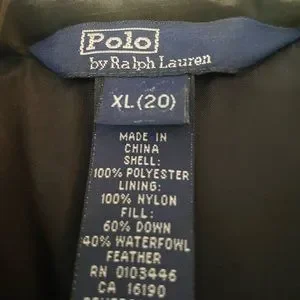 Polo
by Ralph Lauren
XL(20)
MADE IN
CHINA
SHELL:
100% POLYESTER
LINING:
100% NYLON
FILL:
60% DOWN
40% WATERFOWL
FEATHER
RN 0103446
CA 16190